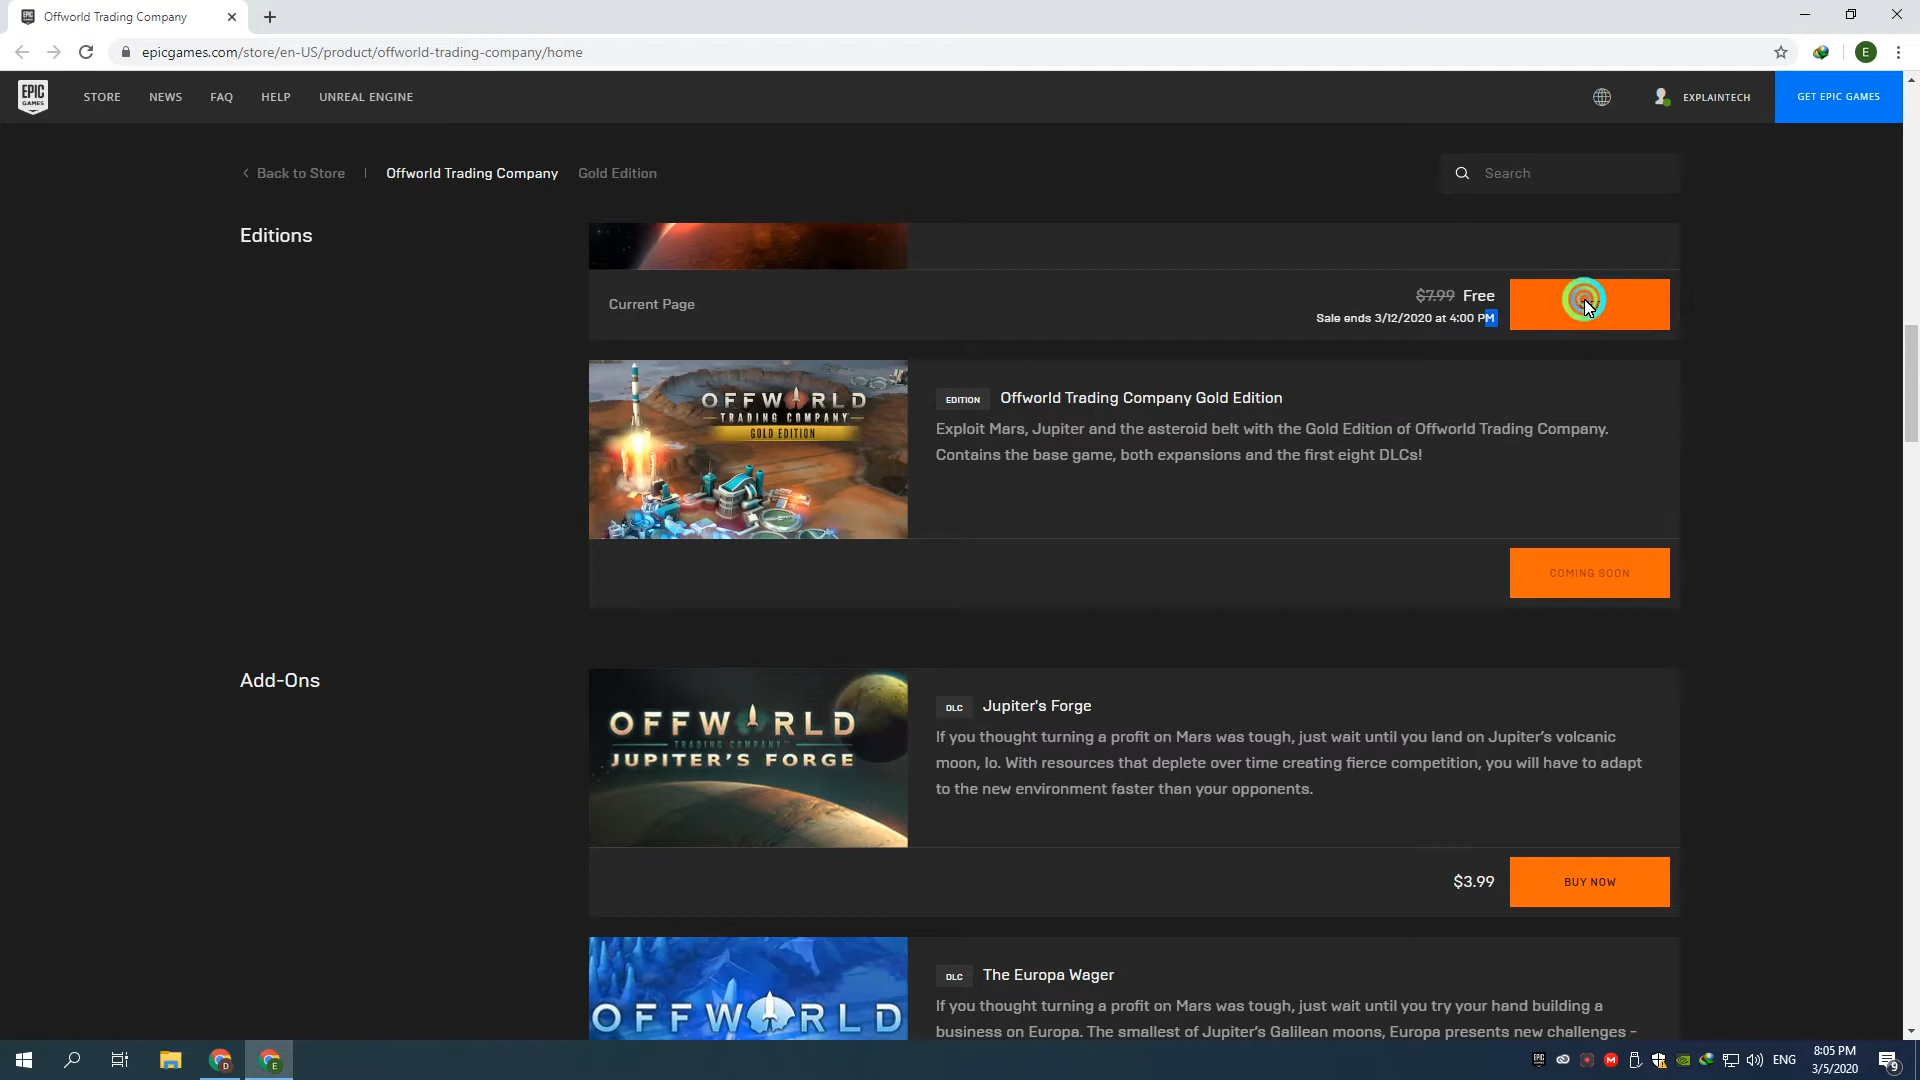 Offworld Trading Company
epicgames.com/store/en-US/product/offworld-trading-company/home
E
EPIC
GAMES
STORE
NEWS
FAQ
HELP
UNREAL ENGINE
EXPLAINTECH
GET EPIC GAMES
Back to Store
Offworld Trading Company
Gold Edition
Search
Editions
Current Page
$7.99 Free
Sale ends 3/12/2020 at 4:00 PM
OFFWORLD
TRADING COMPANY
GOLD EDITION
EDITION Offworld Trading Company Gold Edition
Exploit Mars, Jupiter and the asteroid belt with the Gold Edition of Offworld Trading Company.
Contains the base game, both expansions and the first eight DLCs!
COMING SOON
Add-Ons
OFFWORLD
TRADING COMPANY
JUPITER'S FORGE
DLC Jupiter's Forge
If you thought turning a profit on Mars was tough, just wait until you land on Jupiter's volcanic
moon, Io. With resources that deplete over time creating fierce competition, you will have to adapt
to the new environment faster than your opponents.
$3.99
BUY NOW
OFFWORLD
DLC The Europa Wager
If you thought turning a profit on Mars was tough, just wait until you try your hand building a
business on Europa. The smallest of Jupiter's Galilean moons, Europa presents new challenges -
ENG
8:05 PM
3/5/2020
9